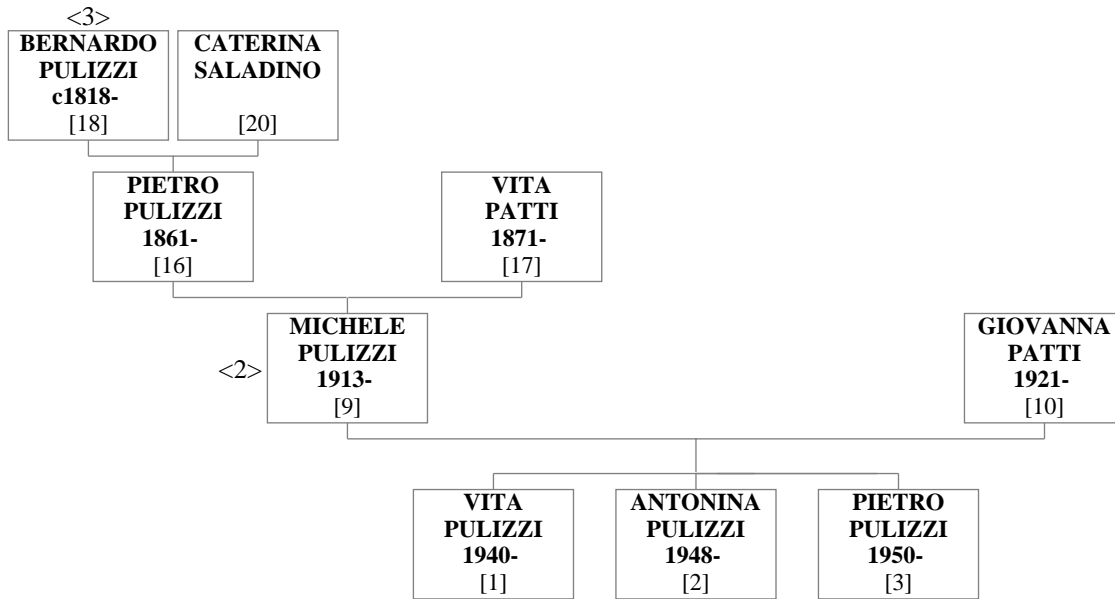 <3>
BERNARDO
PULIZZI
c1818-
[18]
CATERINA
SALADINO
[20]
PIETRO
PULIZZI
1861-
[16]
VITA
PATTI
1871-
[17]
<2>
MICHELE
PULIZZI
1913-
[9]
GIOVANNA
PATTI
1921-
[10]
VITA
PULIZZI
1940-
[1]
ANTONINA
PULIZZI
1948-
[2]
PIETRO
PULIZZI
1950-
[3]